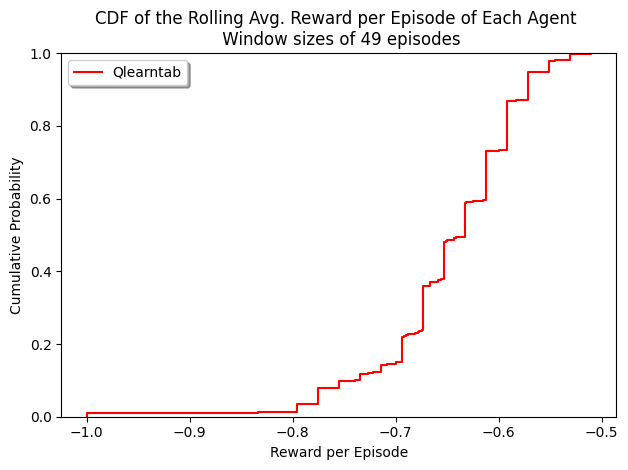 CDF of the Rolling Avg. Reward per Episode of Each Agent
Window sizes of 49 episodes
Qlearntab
Cumulative Probability
1.0
0.8
0.6
0.4
0.2
0.0
−1.0
−0.9
−0.8
−0.7
−0.6
−0.5
Reward per Episode